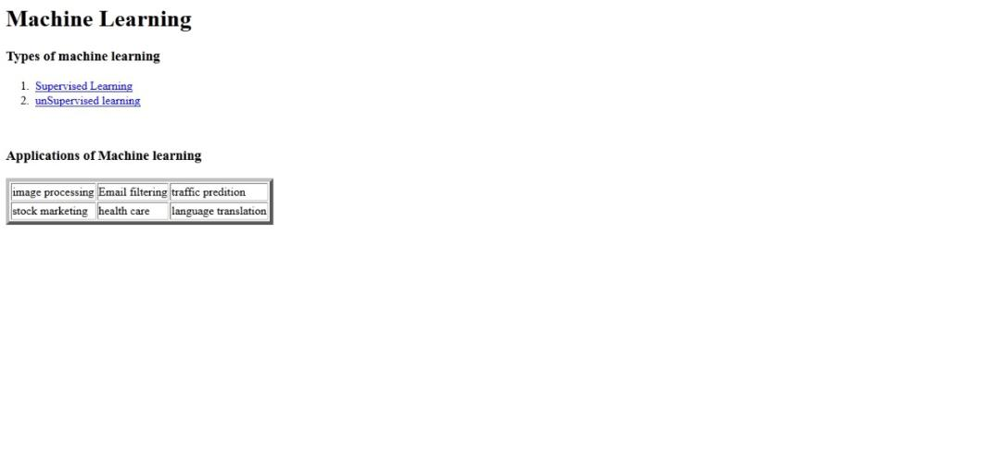 Machine Learning
Types of machine learning
1. Supervised Learning
2. unSupervised learning
Applications of Machine learning
image processing Email filtering traffic predition
stock marketing health care language translation